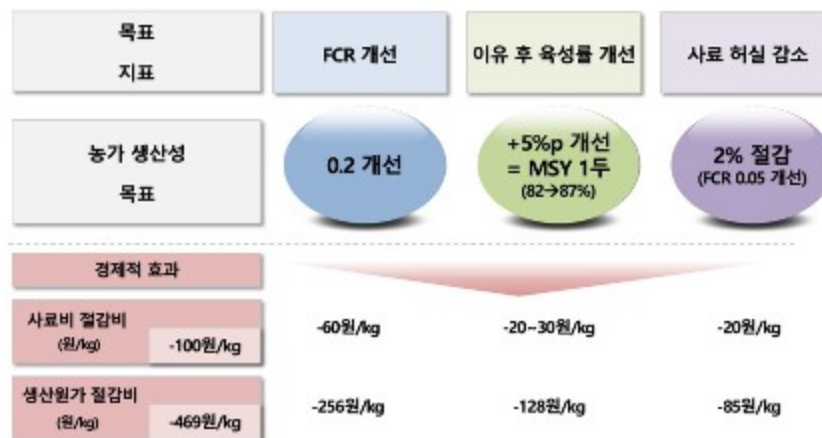 목표
지표
FCR 개선
이유 후 육성률 개선
사료 허실 감소
농가 생산성
목표
0.2 개선
+5%p 개선
= MSY 1두
(82→87%)
2% 절감
(FCR 0.05 개선)
경제적 효과
사료비 절감비
(원/kg)
-100원/kg
-60원/kg
-20~30원/kg
-20원/kg
생산원가 절감비
(원/kg)
-469원/kg
-256원/kg
-128원/kg
-85원/kg